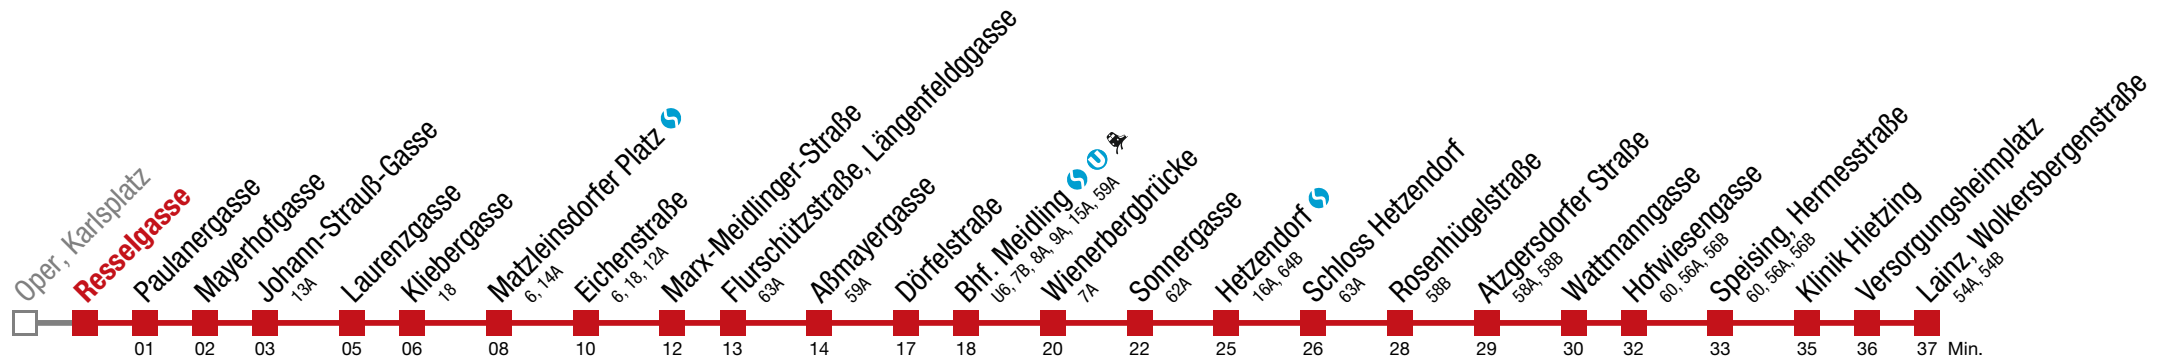 Oper, Karlsplatz
Resselgasse
Paulanergasse
Mayerhofgasse
Johann-Strauß-Gasse
13A
Laurenzgasse
Kliebergasse
18
Matzleinsdorfer Platz
6, 14A
Eichenstraße
6, 18, 12A
Marx-Meidlinger-Straße
Flurschützstraße, Längenfeldggasse
63A
Aßmayergasse
59A
Dörfelstraße
Bhf. Meidling U
U6, 7B, 8A, 9A, 15A, 59A
Wienerbergbrücke
7A
Sonnergasse
62A
Hetzendorf
16A, 64B
Schloss Hetzendorf
63A
Rosenhügelstraße
58B
Atzgersdorfer Straße
58A, 58B
Wattmanngasse
Hofwiesengasse
60, 56A, 56B
Speising, Hermesstraße
60, 56A, 56B
Klinik Hietzing
Versorgungsheimplatz
Lainz, Wolkersbergenstraße
54A, 54B
01 02 03 05 06 08 10 12 13 14 17 18 20 22 25 26 28 29 30 32 33 35 36 37 Min.